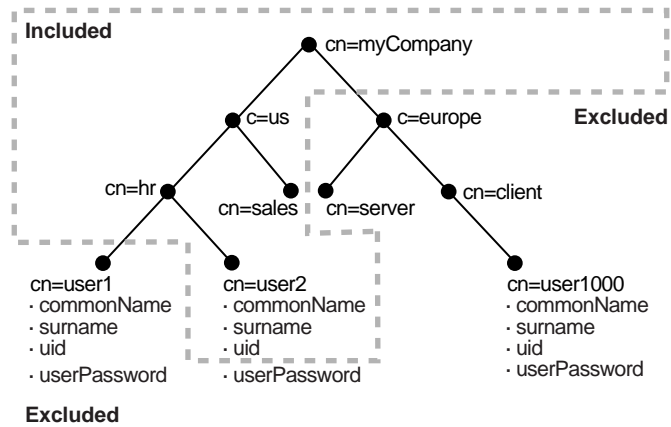 Included
cn=myCompany
c=us
c=europe
Excluded
cn=hr
cn=sales
cn=server
cn=client
cn=user1
· commonName
· surname
· uid
· userPassword
cn=user2
· commonName
· surname
· uid
· userPassword
cn=user1000
· commonName
· surname
· uid
· userPassword
Excluded